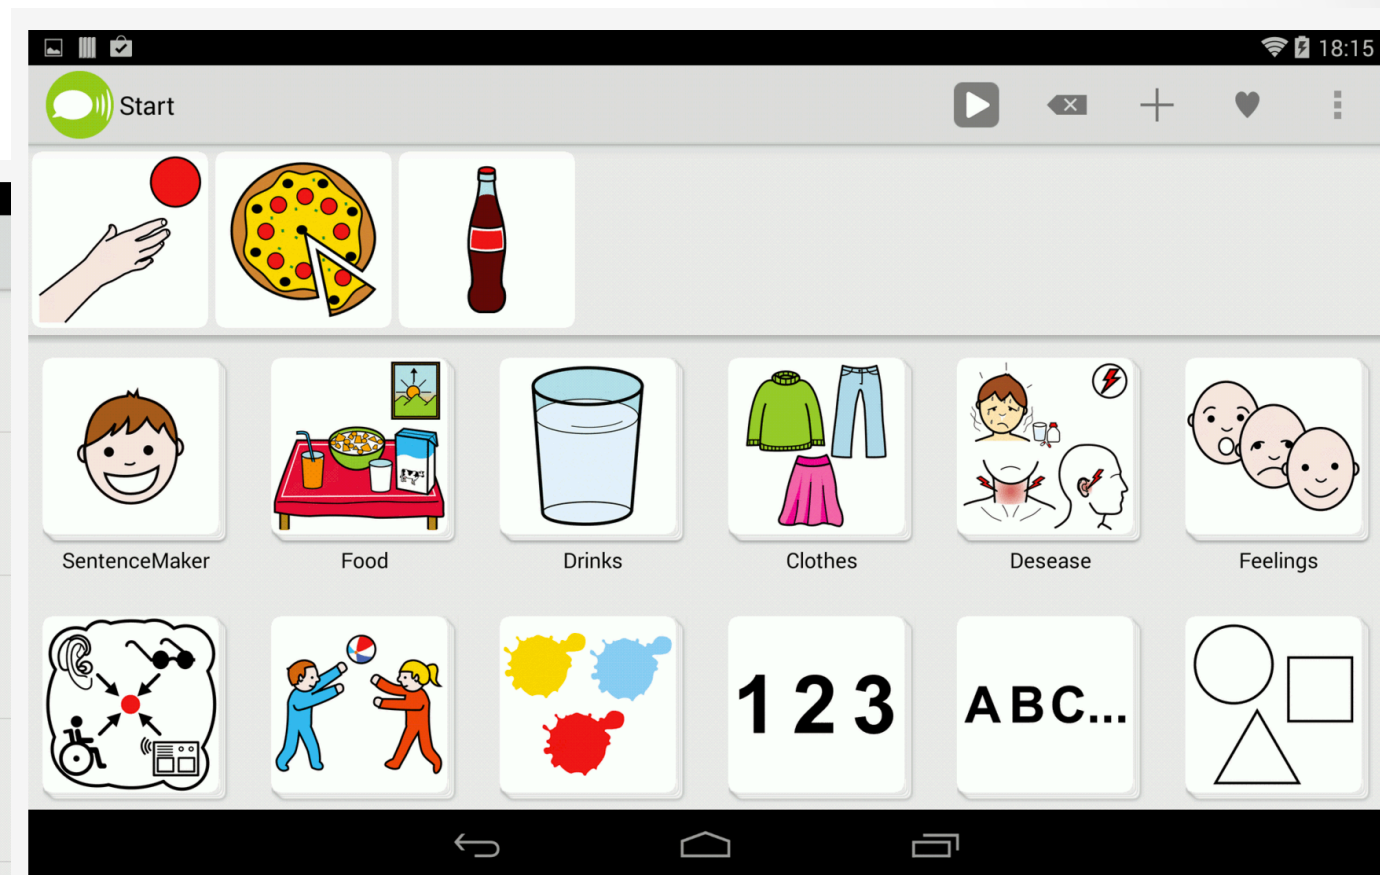 18:15
Start
SentenceMaker
Food
Drinks
Clothes
Desease
Feelings
1 2 3
ABC...